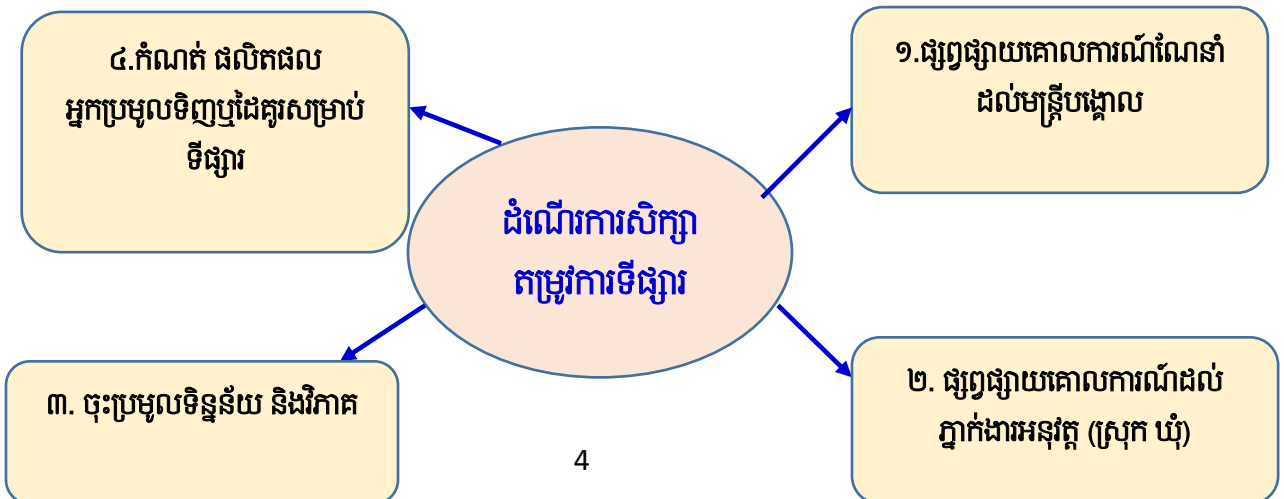 ៤.កំណត់ ផលិតផល
អ្នកប្រមូលទិញឬដៃគូរសម្រាប់
ទីផ្សារ
១.ផ្សព្វផ្សាយគោលការណ៍ណែនាំ
ដល់មន្ត្រីបង្គោល
ដំណើរការសិក្សា
តម្រូវការទីផ្សារ
៣. ចុះប្រមូលទិន្នន័យ និងវិភាគ
២. ផ្សព្វផ្សាយគោលការណ៍ដល់
ភ្នាក់ងារអនុវត្ត (ស្រុក ឃុំ)
4